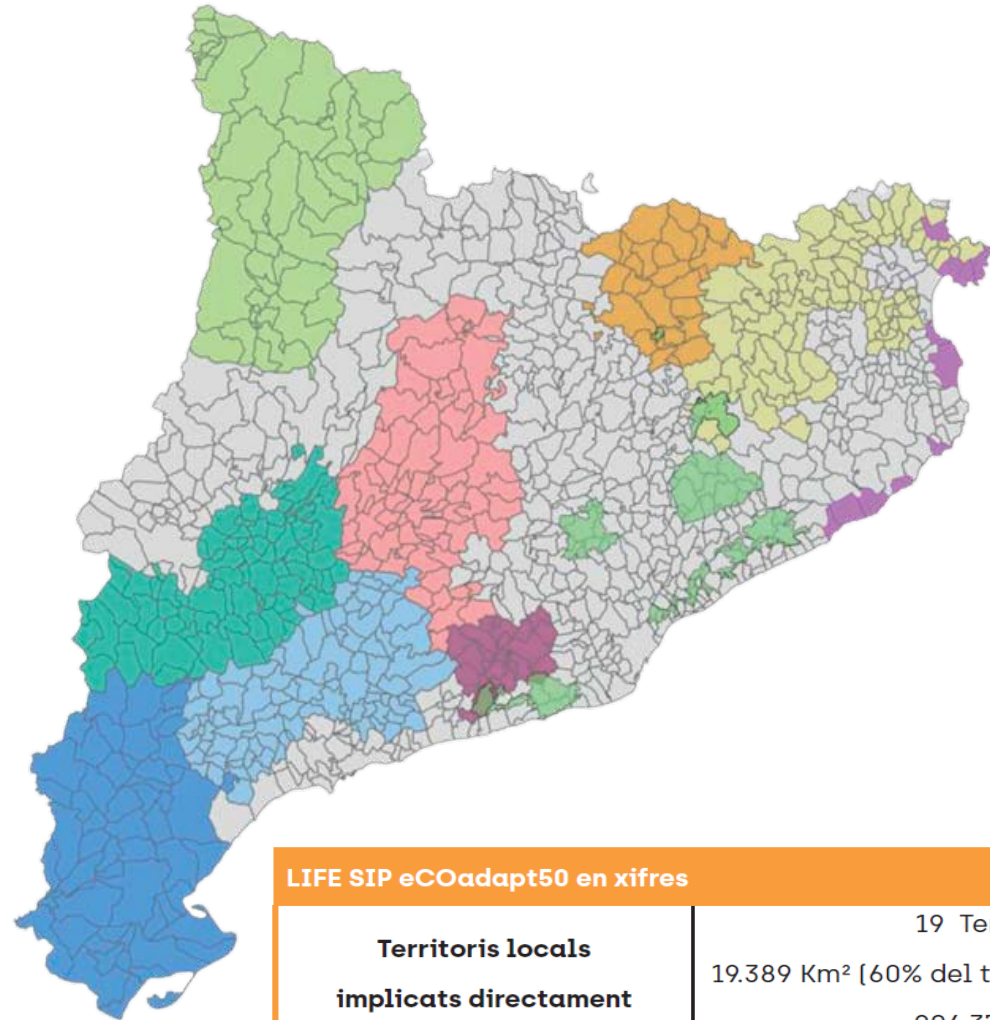 LIFE SIP eCOadapt50 en xifres
Territoris locals
implicats directament
19
19.389 Km² (60% del